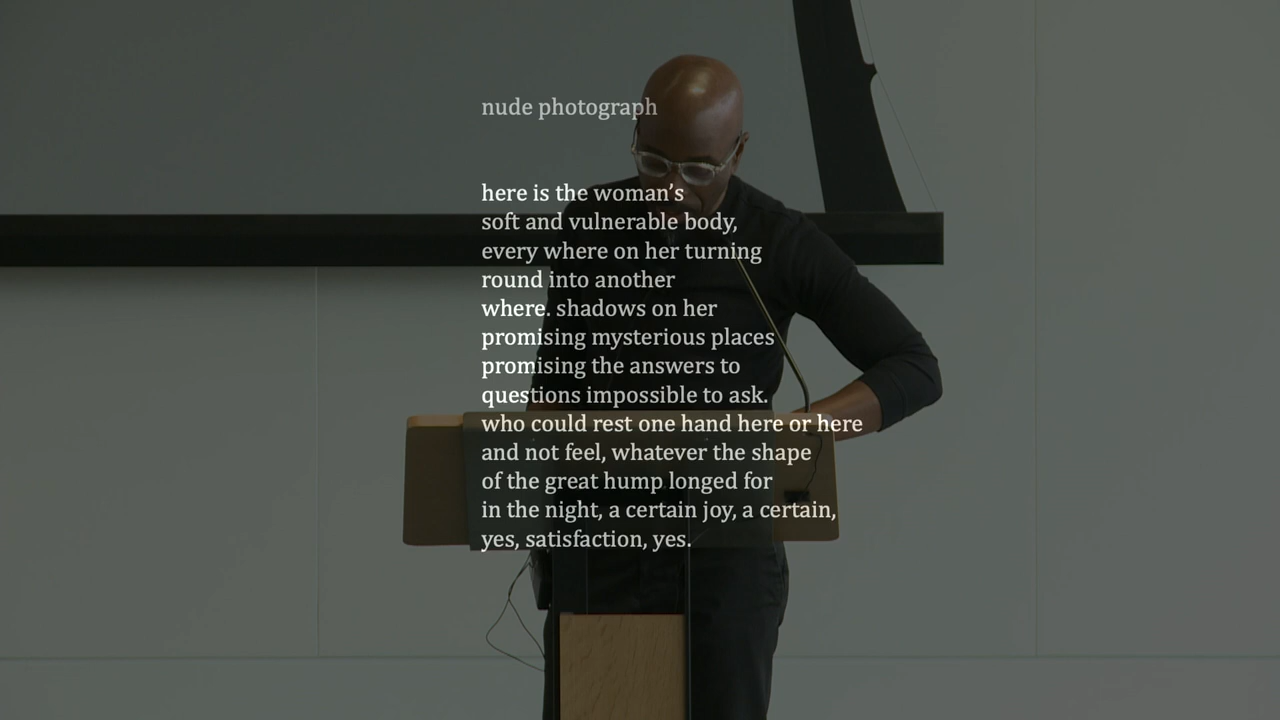 nude photograph
here is the woman’s
soft and vulnerable body,
every where on her turning
round into another
where. shadows on her
promising mysterious places
promising the answers to
questions impossible to ask.
who could rest one hand here or here
and not feel, whatever the shape
of the great hump longed for
in the night, a certain joy, a certain,
yes, satisfaction, yes.